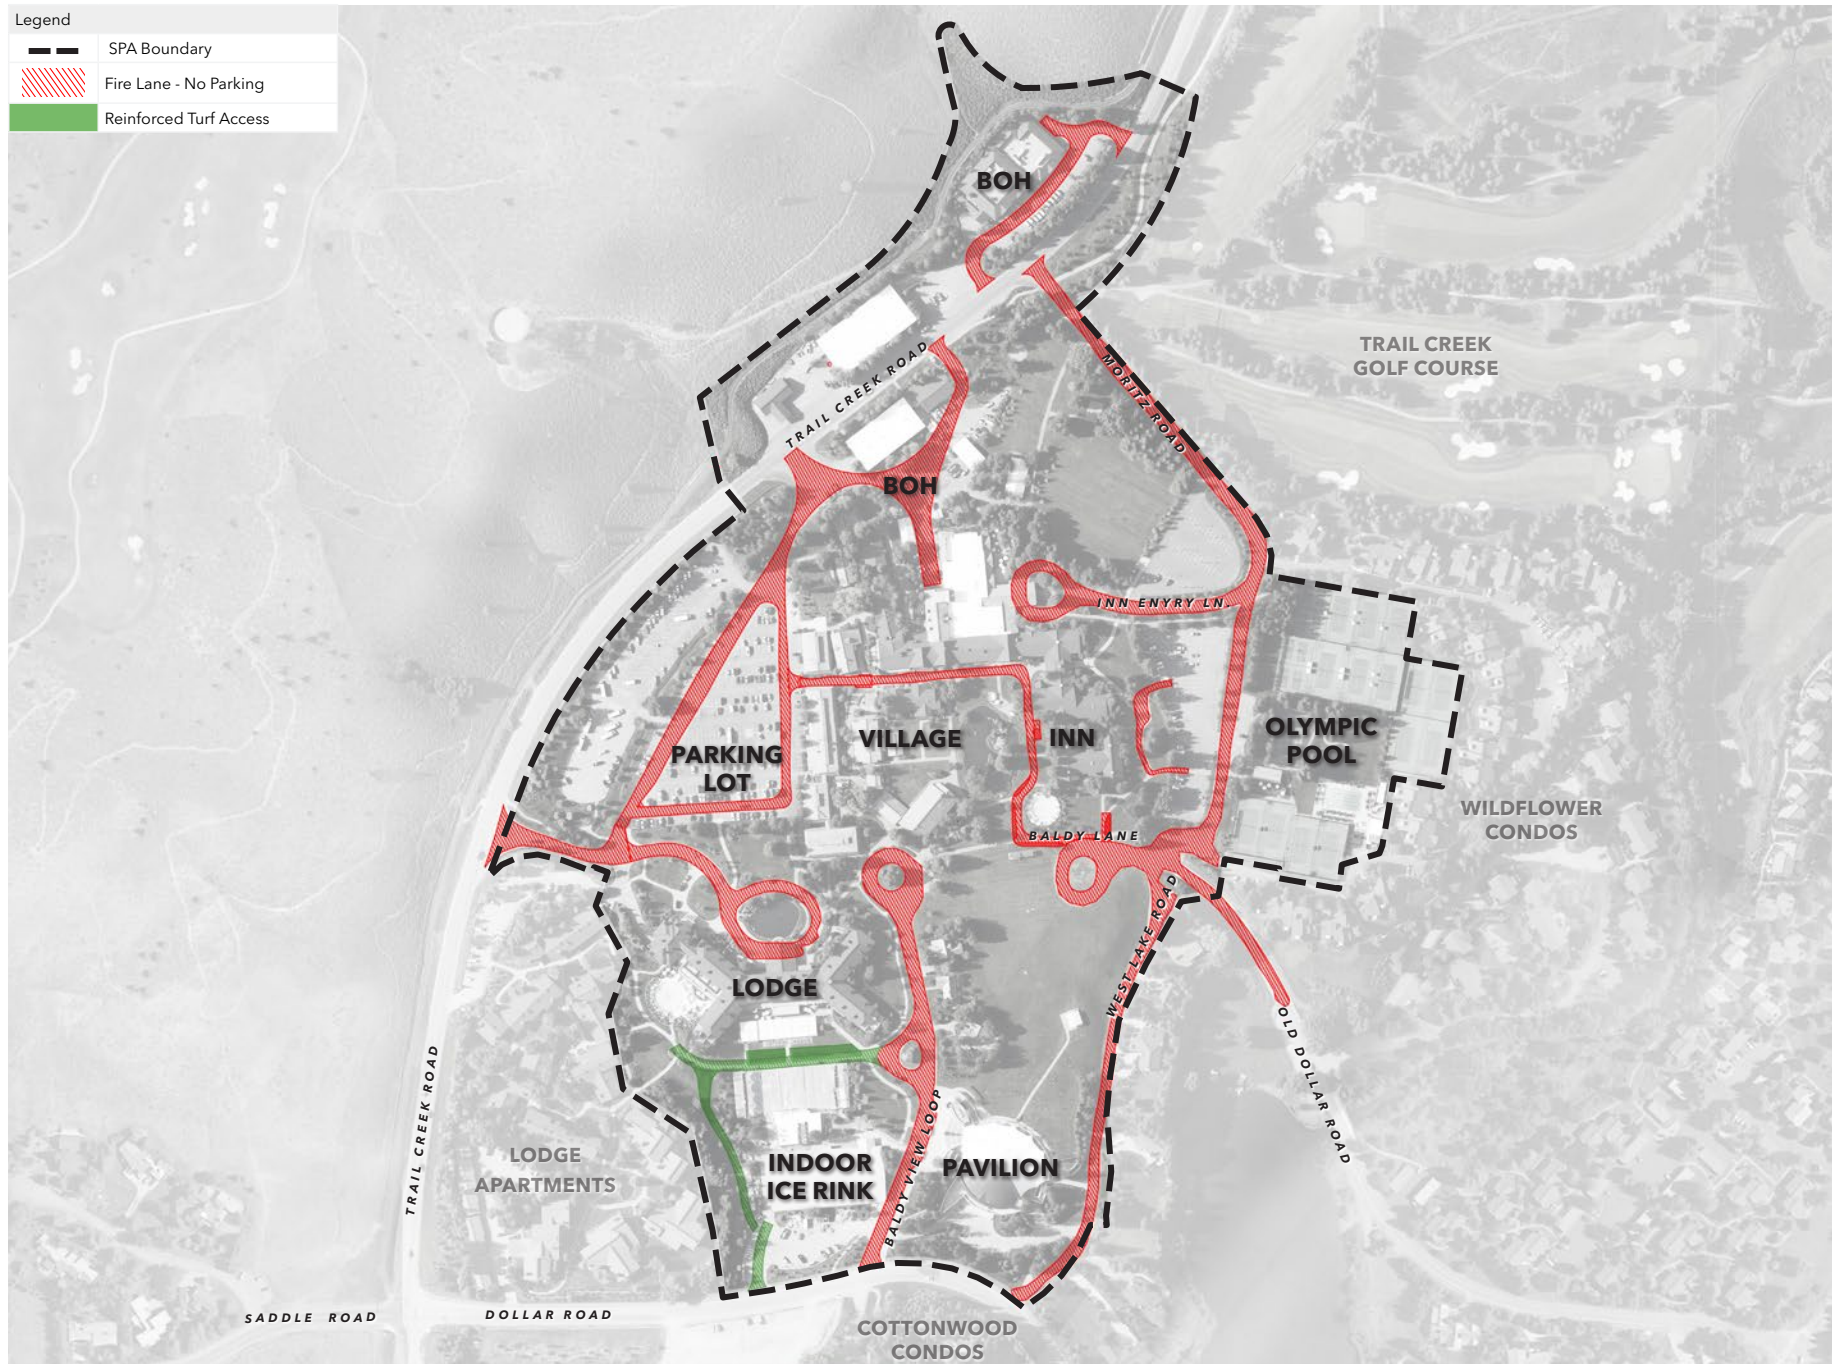 Legend
SPA Boundary
Fire Lane - No Parking
Reinforced Turf Access
BOH
TRAIL CREEK
GOLF COURSE
MORITZ ROAD
TRAIL CREEK ROAD
BOH
INN ENYRY LN.
PARKING
LOT
VILLAGE
INN
OLYMPIC
POOL
WILDFLOWER
CONDOS
BALDY LANE
WEST LAKE ROAD
LODGE
OLD DOLLAR ROAD
TRAIL CREEK ROAD
LODGE
APARTMENTS
INDOOR
ICE RINK
BALDY VIEW LOOP
PAVILION
SADDLE ROAD
DOLLAR ROAD
COTTONWOOD
CONDOS